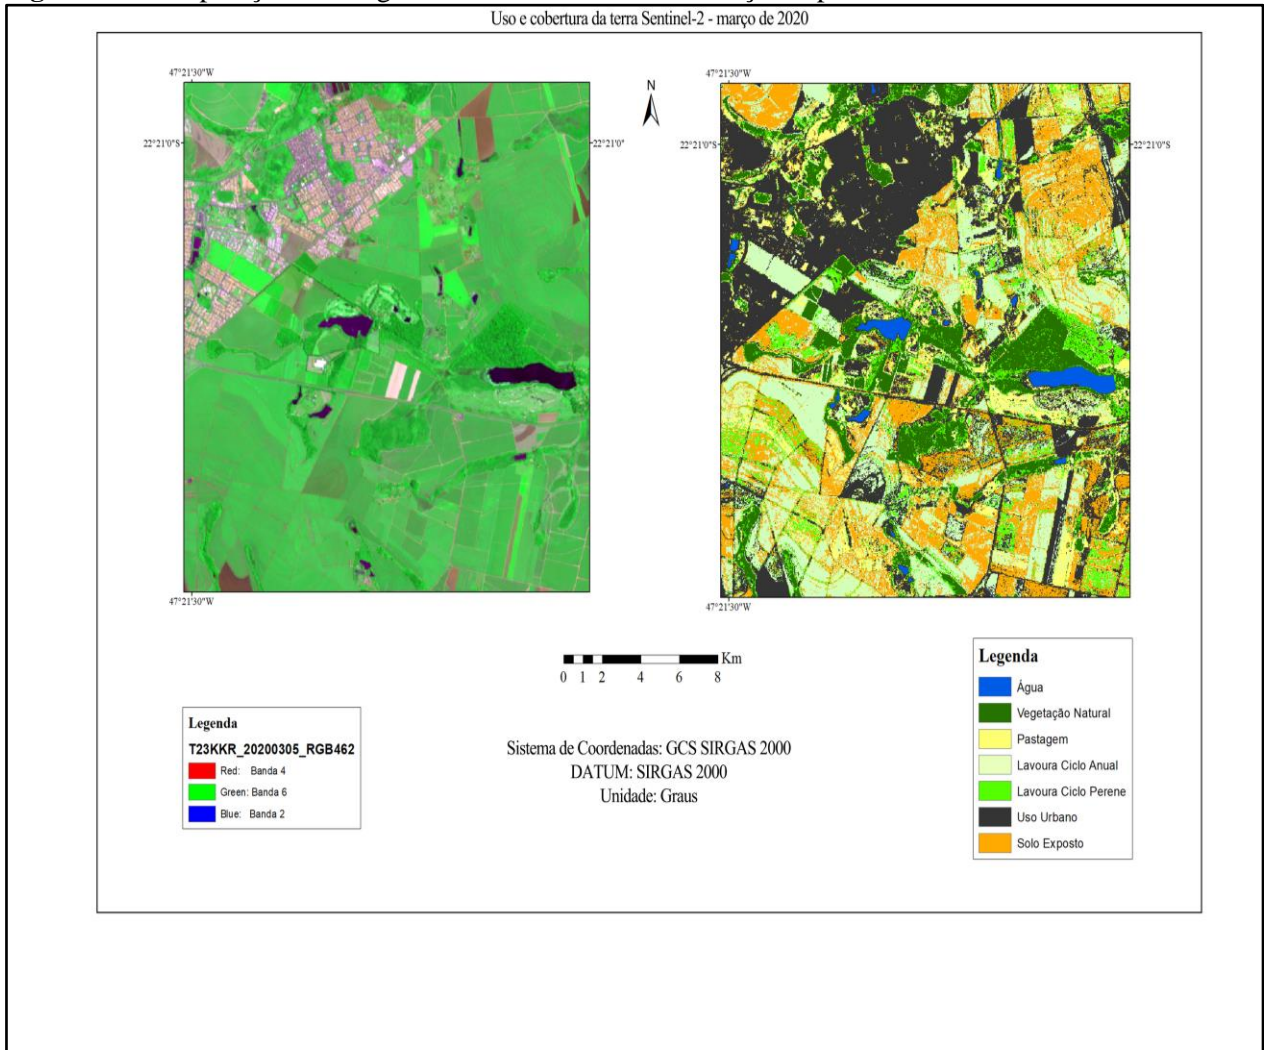 Uso e cobertura da terra Sentinel-2 - março de 2020
47°21'30"W
47°21'30"W
N
22°21'0"S
22°21'0"
22°21'0"S
22°21'0"S
47°21'30"W
47°21'30"W
Km
0 1 2 4 6 8
Legenda
T23KKR_20200305_RGB462
Red: Banda 4
Green: Banda 6
Blue: Banda 2
Sistema de Coordenadas: GCS SIRGAS 2000
DATUM: SIRGAS 2000
Unidade: Graus
Legenda
Água
Vegetação Natural
Pastagem
Lavoura Ciclo Anual
Lavoura Ciclo Perene
Uso Urbano
Solo Exposto